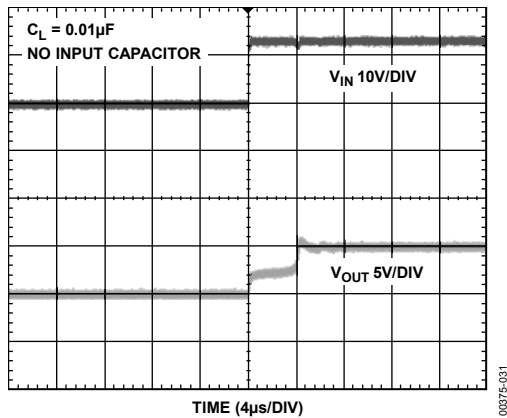 C_L = 0.01µF
NO INPUT CAPACITOR
V_IN 10V/DIV
V_OUT 5V/DIV
TIME (4µs/DIV)
00375-031